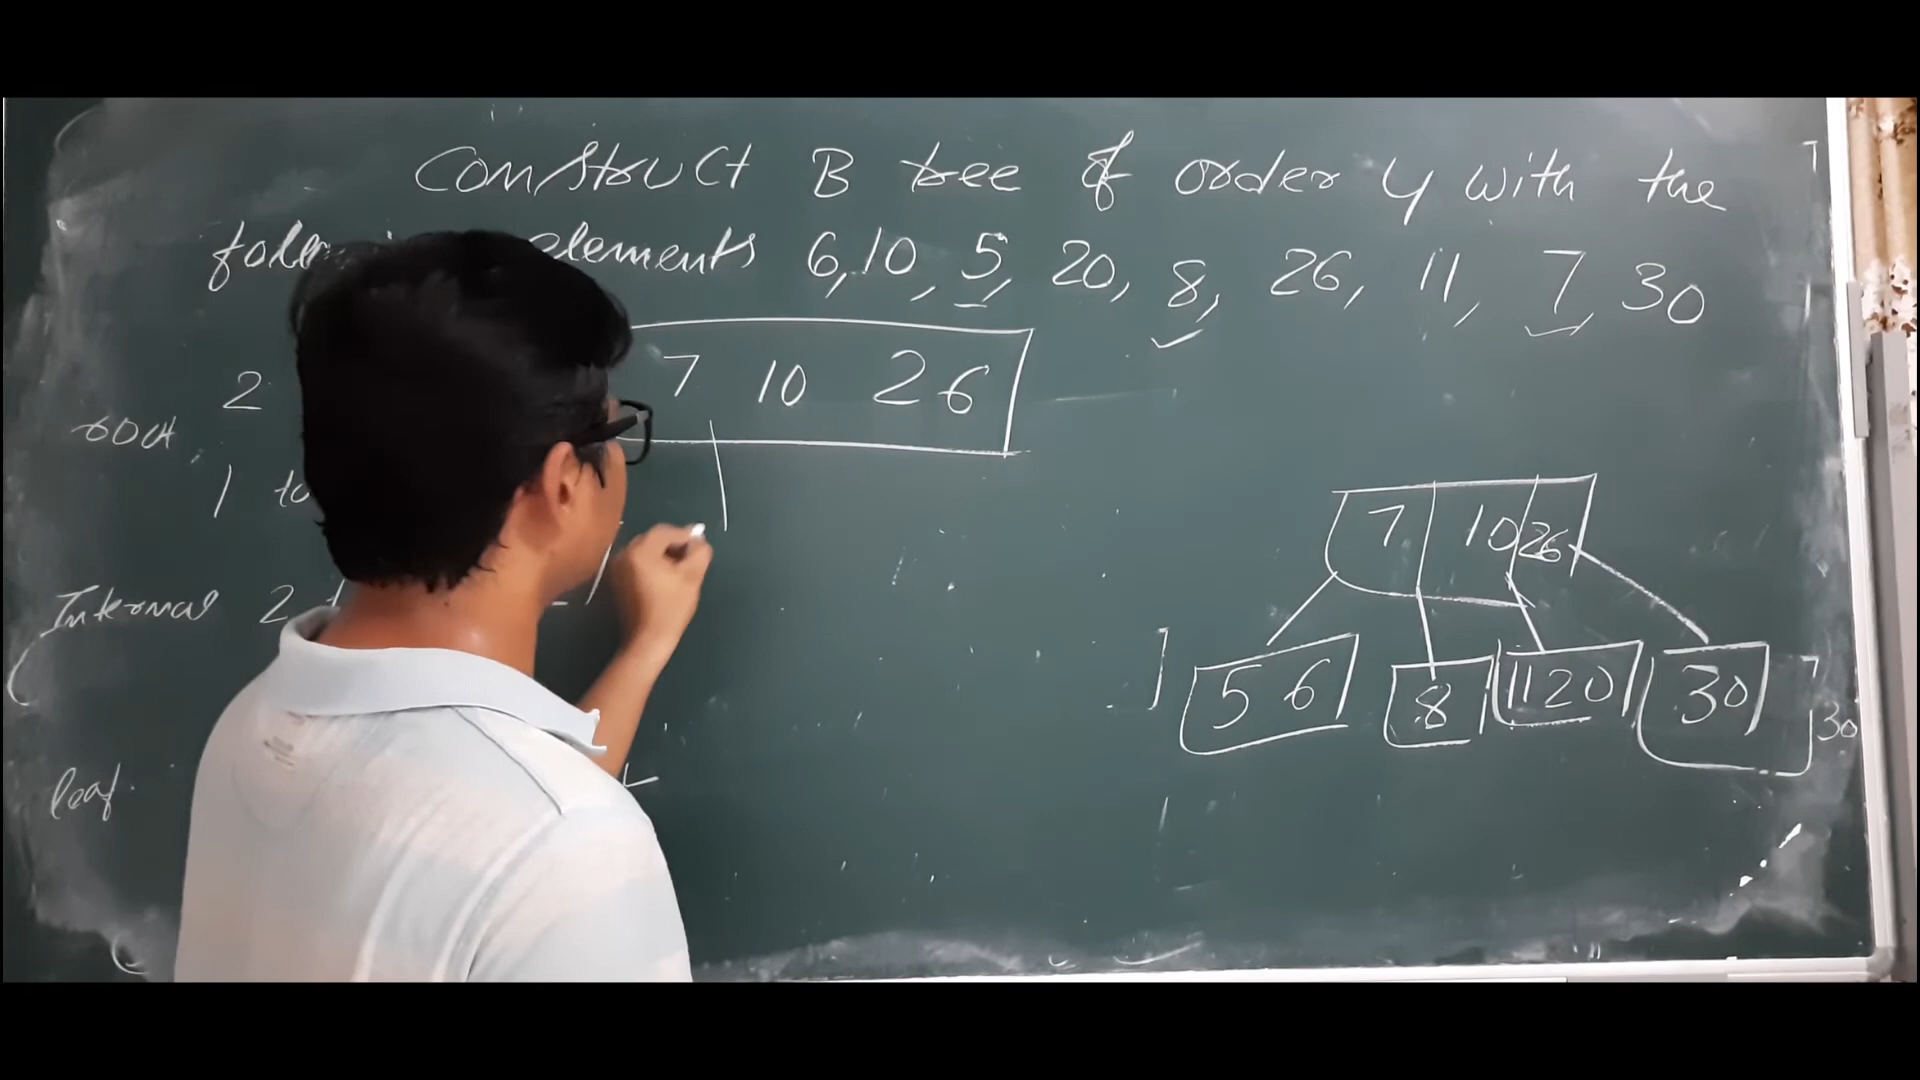 Construct B tree of order 4 with the
elements 6, 10, 5, 20, 8, 26, 11, 7, 30
2
7 10 26
root,
1 to
7 10 26
Internal 2
5 6 8 11 20 30
30
leaf.